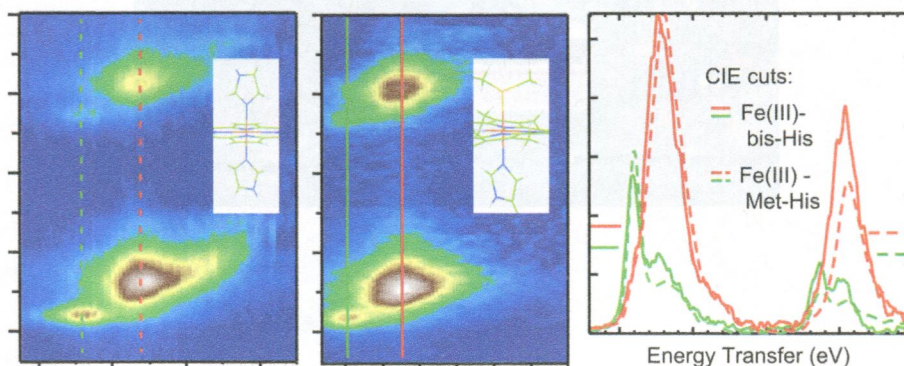 CIE cuts:
Fe(III)-
bis-His
Fe(III) -
Met-His
Energy Transfer (eV)